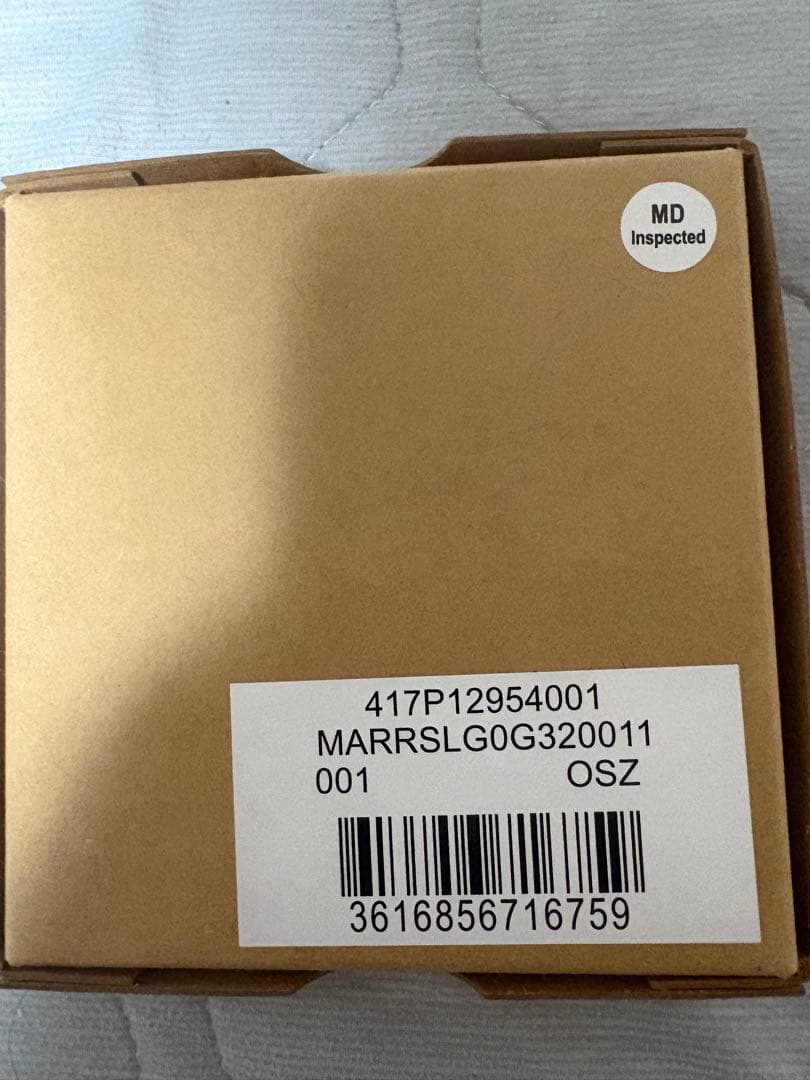 MD
Inspected
417P12954001
MARRSLG0G320011
001 OSZ
3616856716759